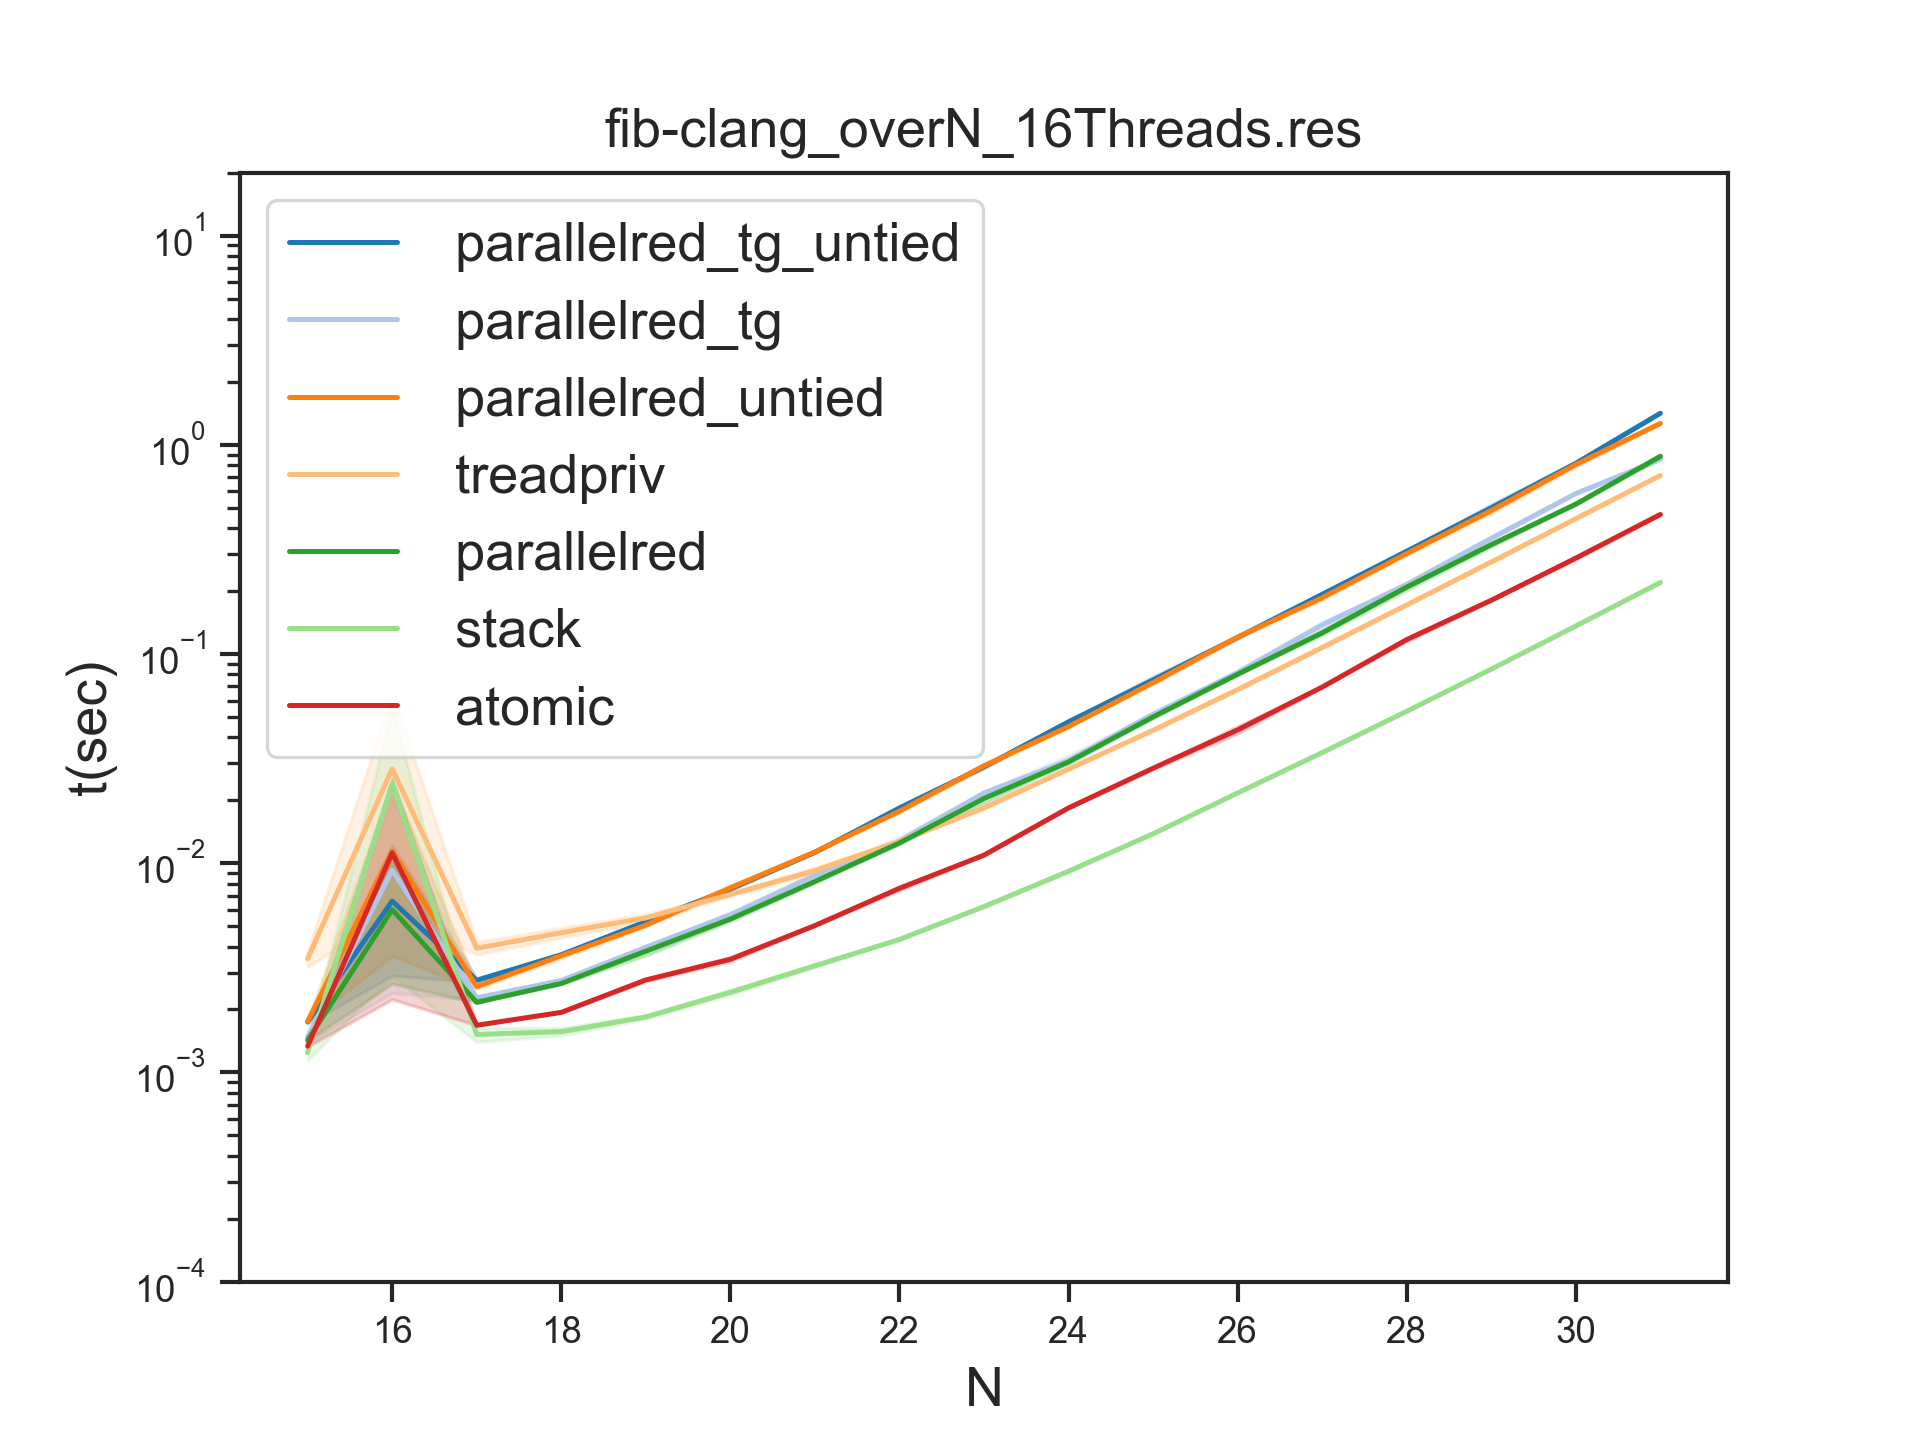 fib-clang_overN_16Threads.res
parallelred_tg_untied
parallelred_tg
parallelred_untied
treadpriv
parallelred
stack
atomic
t(sec)
10^1
10^0
10^−1
10^−2
10^−3
10^−4
16 18 20 22 24 26 28 30
N